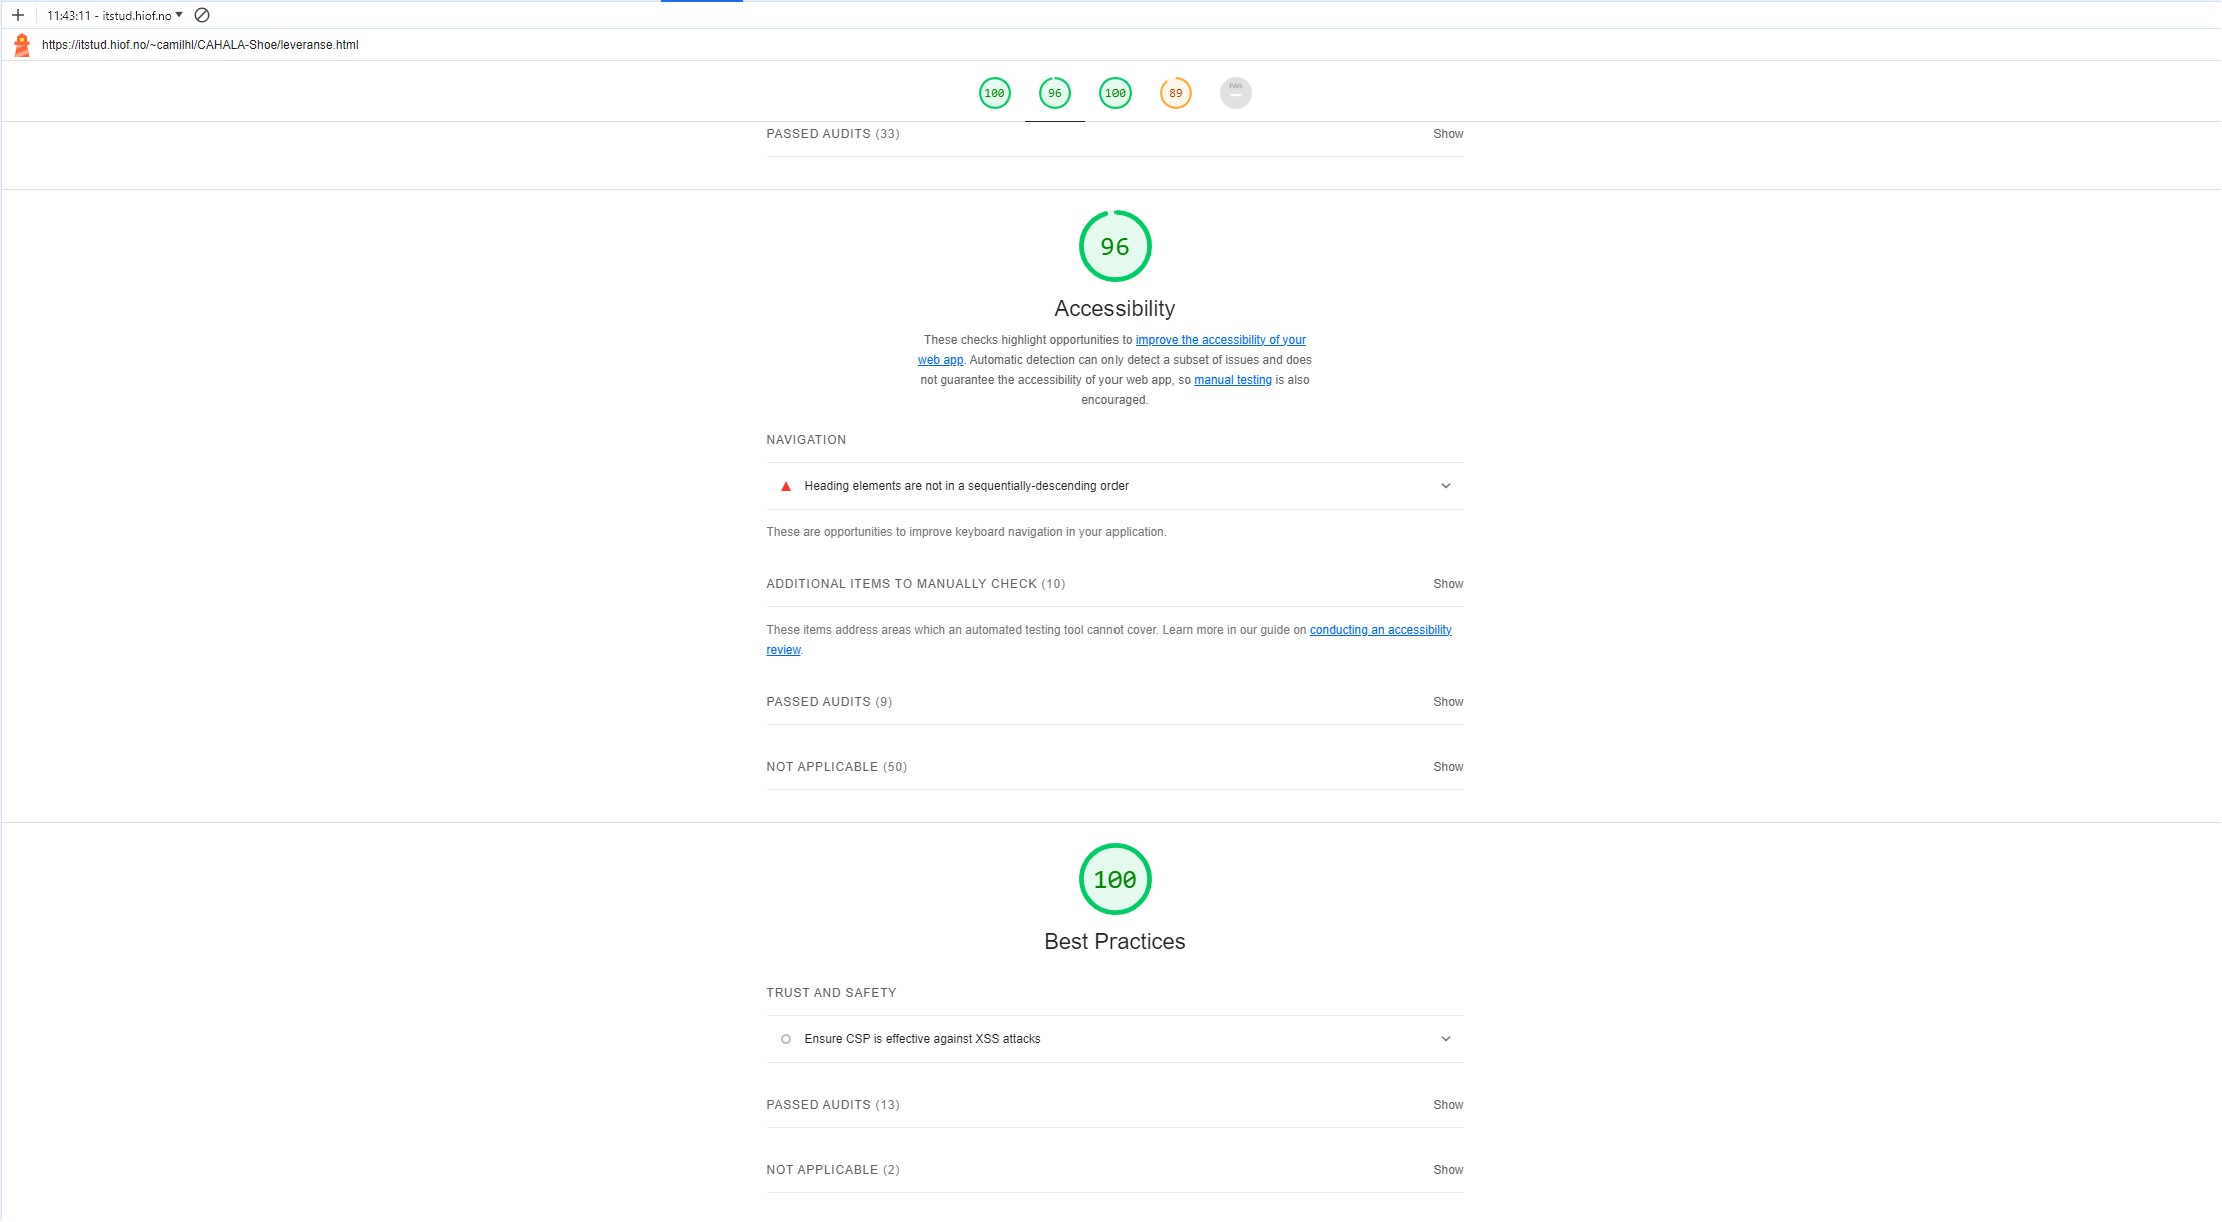 11:43:11 - itstud.hiof.no
https://itstud.hiof.no/~camilhl/CAHALA-Shoe/leveranse.html
100 96 100 89 PWA
PASSED AUDITS (33) Show
96
Accessibility
These checks highlight opportunities to improve the accessibility of your
web app. Automatic detection can only detect a subset of issues and does
not guarantee the accessibility of your web app, so manual testing is also
encouraged.
NAVIGATION
Heading elements are not in a sequentially-descending order
These are opportunities to improve keyboard navigation in your application.
ADDITIONAL ITEMS TO MANUALLY CHECK (10) Show
These items address areas which an automated testing tool cannot cover. Learn more in our guide on conducting an accessibility
review.
PASSED AUDITS (9) Show
NOT APPLICABLE (50) Show
100
Best Practices
TRUST AND SAFETY
Ensure CSP is effective against XSS attacks
PASSED AUDITS (13) Show
NOT APPLICABLE (2) Show